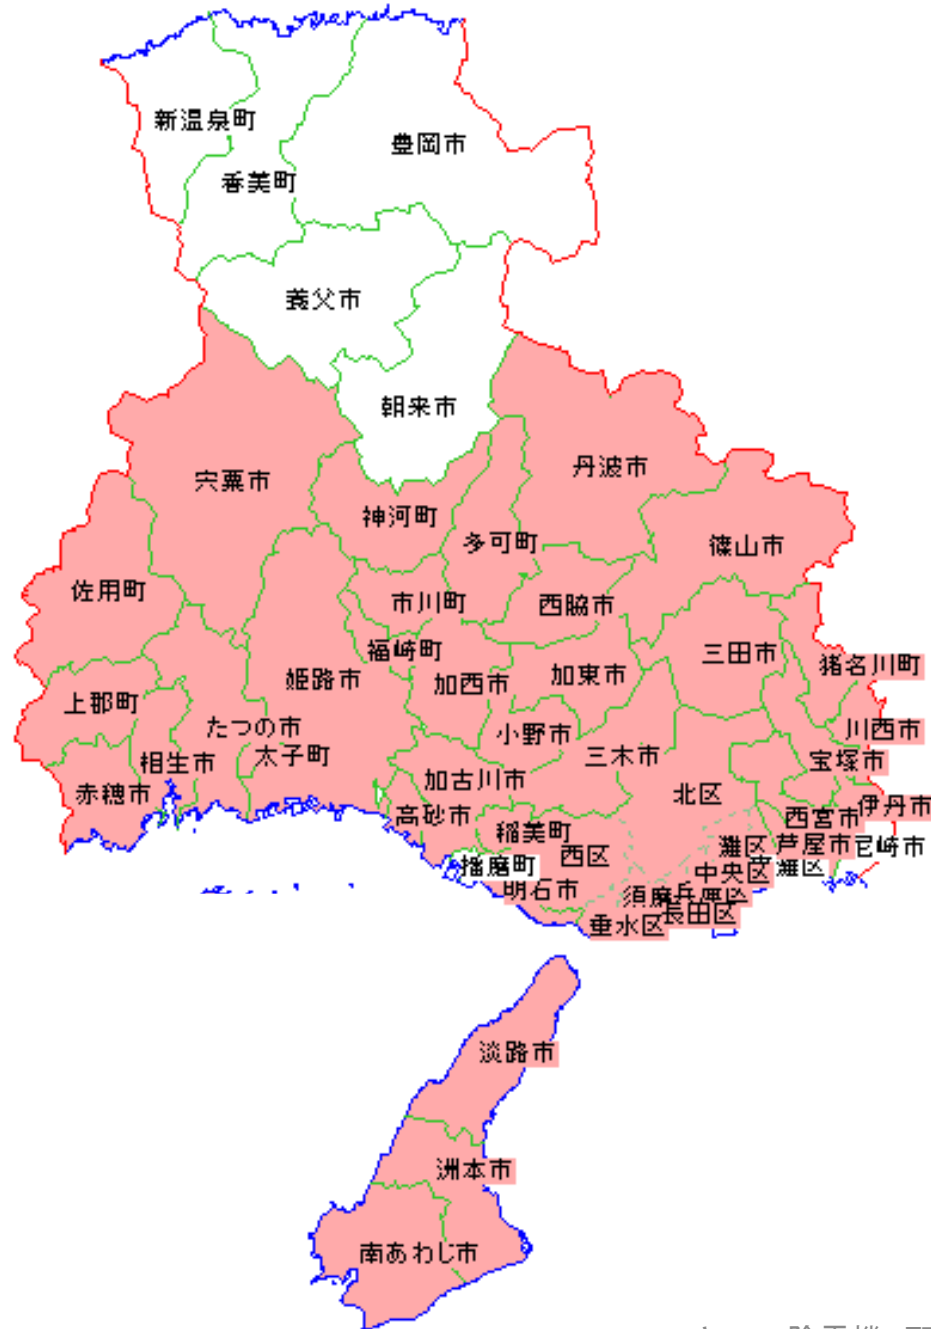 新温泉町
豊岡市
香美町
養父市
朝来市
丹波市
宍粟市
神河町
多可町
篠山市
佐用町
市川町
西脇市
福崎町
三田市
猪名川町
姫路市
加西市
加東市
上郡町
たつの市
川西市
小野市
太子町
三木市
相生市
宝塚市
加古川市
赤穂市
北区
伊丹市
高砂市
西宮市
稲美町
灘区
芦屋市
尼崎市
西区
播磨町
中央区
灘区
明石市
須磨
兵庫区
長田区
垂水区
淡路市
洲本市
南あわじ市